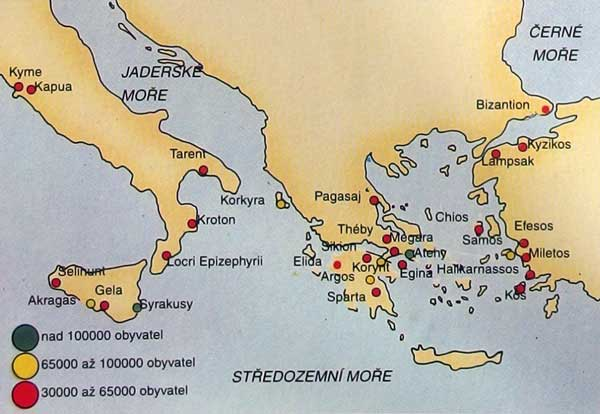 ČERNÉ
MOŘE
JADERSKÉ
MOŘE
Kyme
Kapua
Bizantion
Kyzikos
Lampsak
Tarent
Korkyra
Pagasaj
Chios
Kroton
Théby
Efesos
Megara
Samos
Sikion
Atény
Miletos
Locri Epizephyrii
Elida
Korynt
Halikarnassos
Selihunt
Argos
Egina
Gela
Akragas
Syrakusy
Sparta
Kos
nad 100000 obyvatel
65000 až 100000 obyvatel
30000 až 65000 obyvatel
STŘEDOZEMNÍ MOŘE